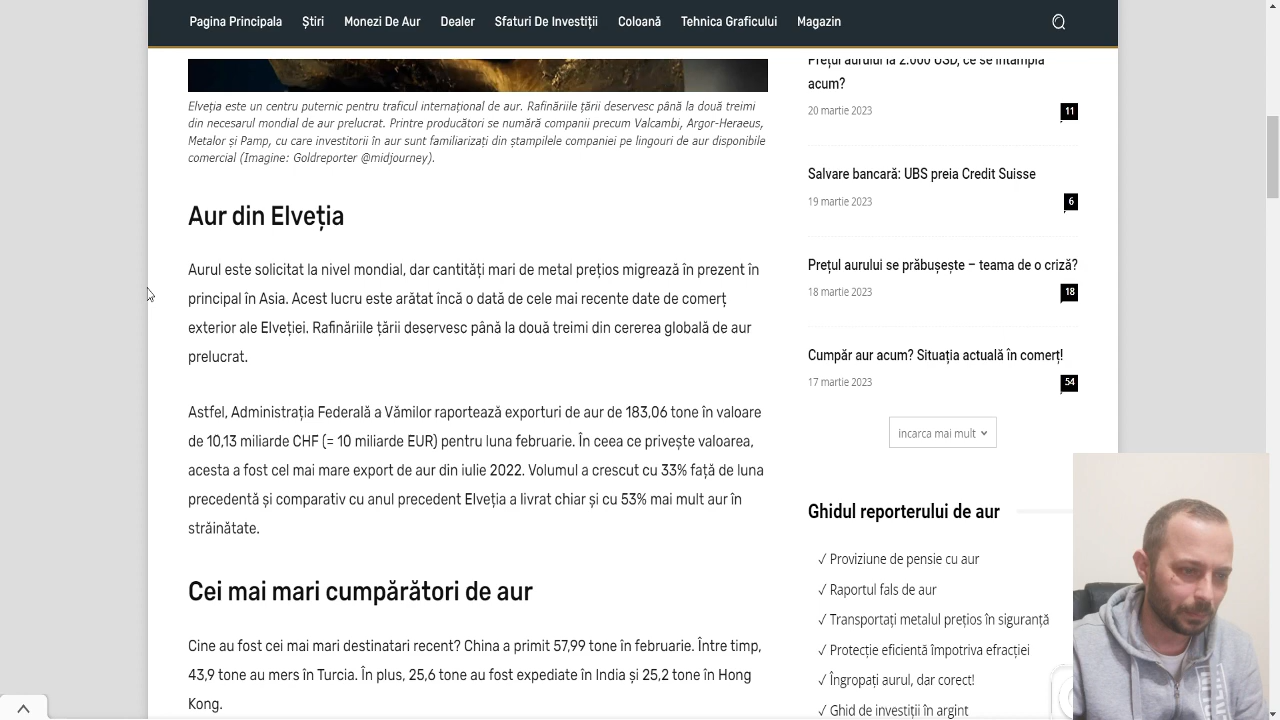 Pagina Principala Știri Monezi De Aur Dealer Sfaturi De Investiții Coloană Tehnica Graficului Magazin
Elveția este un centru puternic pentru traficul internațional de aur. Rafinăriile țării deservesc până la două treimi
din necesarul mondial de aur prelucrat. Printre producători se numără companii precum Valcambi, Argor-Heraeus,
Metalor și Pamp, cu care investitorii în aur sunt familiarizați din ștampilele companiei pe lingouri de aur disponibile
comercial (Imagine: Goldreporter @midjourney).
Aur din Elveția
Aurul este solicitat la nivel mondial, dar cantități mari de metal prețios migrează în prezent în
principal în Asia. Acest lucru este arătat încă o dată de cele mai recente date de comerț
exterior ale Elveției. Rafinăriile țării deservesc până la două treimi din cererea globală de aur
prelucrat.
Astfel, Administrația Federală a Vămilor raportează exporturi de aur de 183,06 tone în valoare
de 10,13 miliarde CHF (= 10 miliarde EUR) pentru luna februarie. În ceea ce privește valoarea,
acesta a fost cel mai mare export de aur din iulie 2022. Volumul a crescut cu 33% față de luna
precedentă și comparativ cu anul precedent Elveția a livrat chiar și cu 53% mai mult aur în
străinătate.
Cei mai mari cumpărători de aur
Cine au fost cei mai mari destinatari recent? China a primit 57,99 tone în februarie. Între timp,
43,9 tone au mers în Turcia. În plus, 25,6 tone au fost expediate în India și 25,2 tone în Hong
Kong.
Prețul aurului la 2.000 USD, ce se întâmplă
acum?
20 martie 2023 11
Salvare bancară: UBS preia Credit Suisse
19 martie 2023 6
Prețul aurului se prăbușește – teama de o criză?
18 martie 2023 18
Cumpăr aur acum? Situația actuală în comerț!
17 martie 2023 54
incarca mai mult
Ghidul reporterului de aur
✓ Proviziune de pensie cu aur
✓ Raportul fals de aur
✓ Transportați metalul prețios în siguranță
✓ Protecție eficientă împotriva efracției
✓ Îngropați aurul, dar corect!
✓ Ghid de investiții în argint